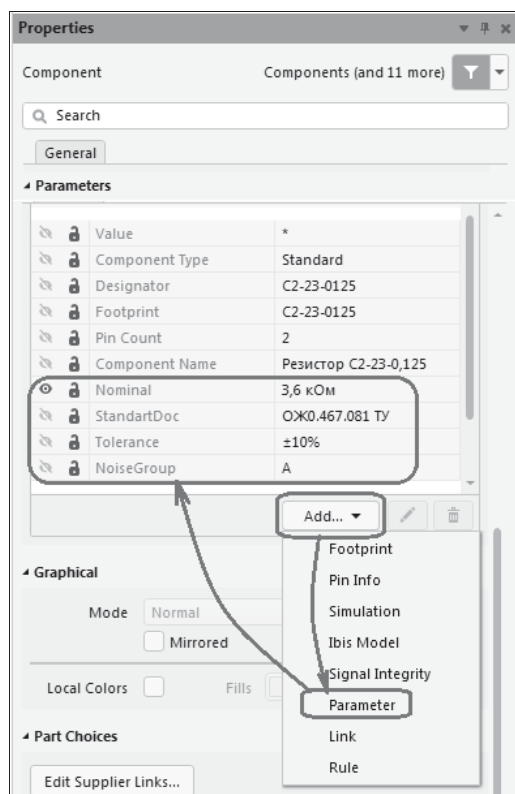 Properties
Component Components (and 11 more)
Search
General
Parameters
Value *
Component Type Standard
Designator C2-23-0125
Footprint C2-23-0125
Pin Count 2
Component Name Резистор С2-23-0,125
Nominal 3,6 кОм
StandartDoc ОЖ0.467.081 ТУ
Tolerance ±10%
NoiseGroup А
Add...
Footprint
Pin Info
Simulation
Ibis Model
Signal Integrity
Parameter
Link
Rule
Graphical
Mode Normal
Mirrored
Local Colors Fills
Part Choices
Edit Supplier Links...